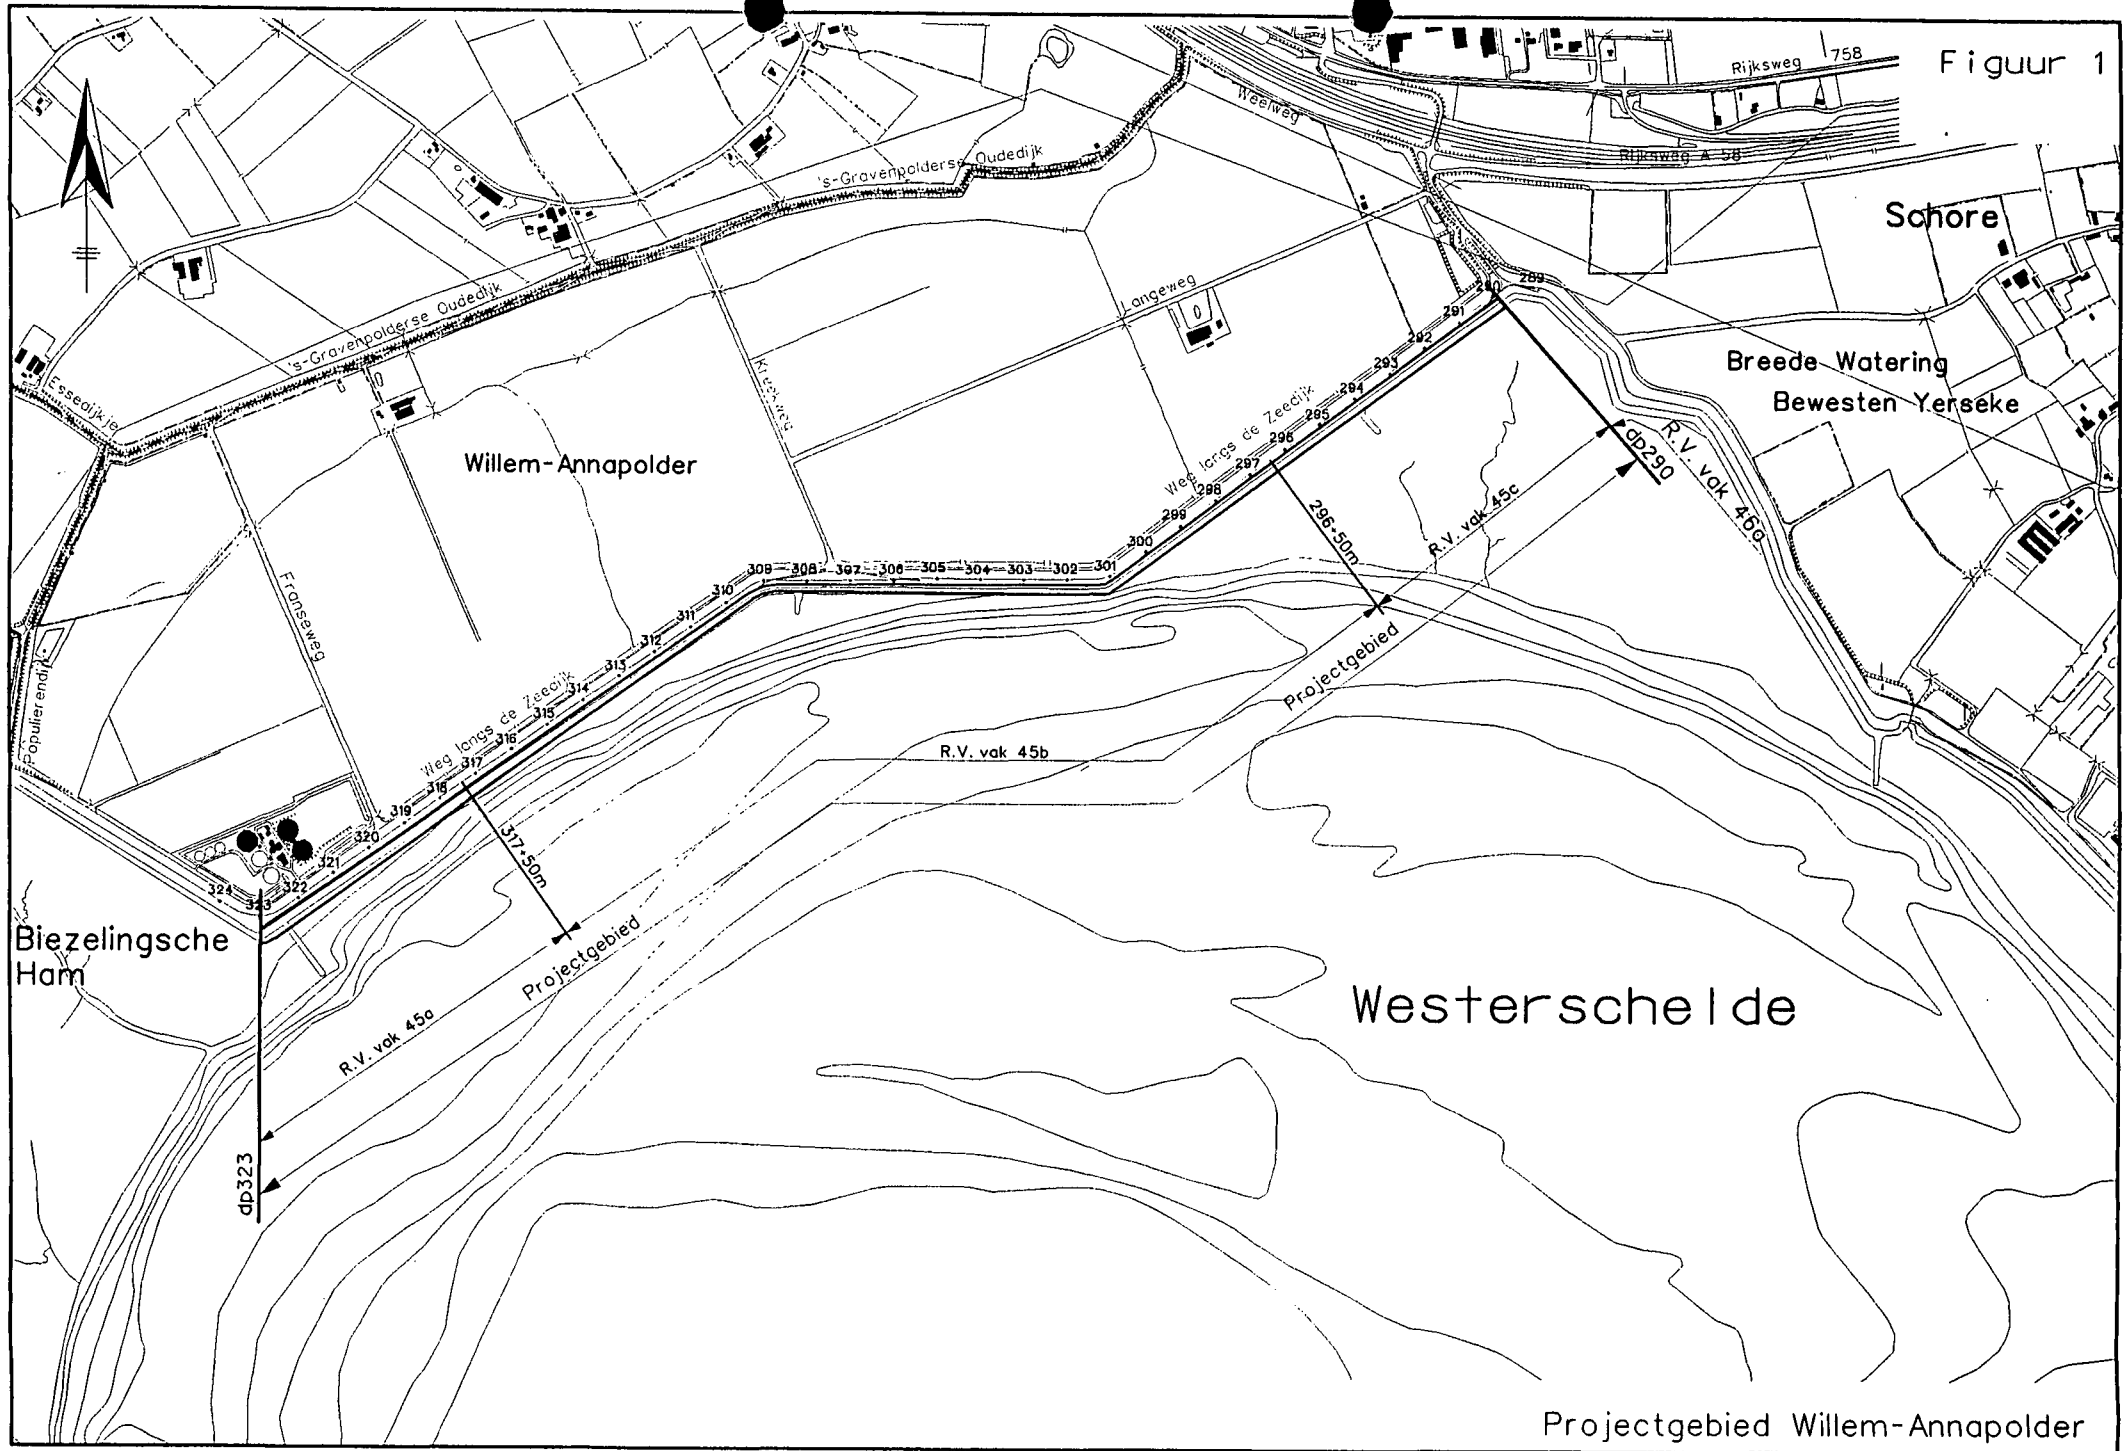 Figuur 1
Rijksweg
758
Weelweg
Rijksweg A 58
's-Gravenpolderse Oudedijk
Schore
's-Gravenpolderse Oudedijk
Langeweg
289
290
291
292
293
294
295
296
297
298
299
300
301
302
303
304
305
306
307
308
309
310
311
312
313
314
315
316
317
318
319
320
321
322
323
324
Essedijkje
Breede Watering
Bewesten Yerseke
Willem-Annapolder
Weg langs de Zeedijk
dp290
R.V. vak 46a
296+50m
R.V. vak 45c
Projectgebied
Franseweg
Populierendijk
Weg langs de Zeedijk
R.V. vak 45b
317+50m
Projectgebied
Biezelingsche
Ham
R.V. vak 45a
dp323
Westerschelde
Projectgebied Willem-Annapolder